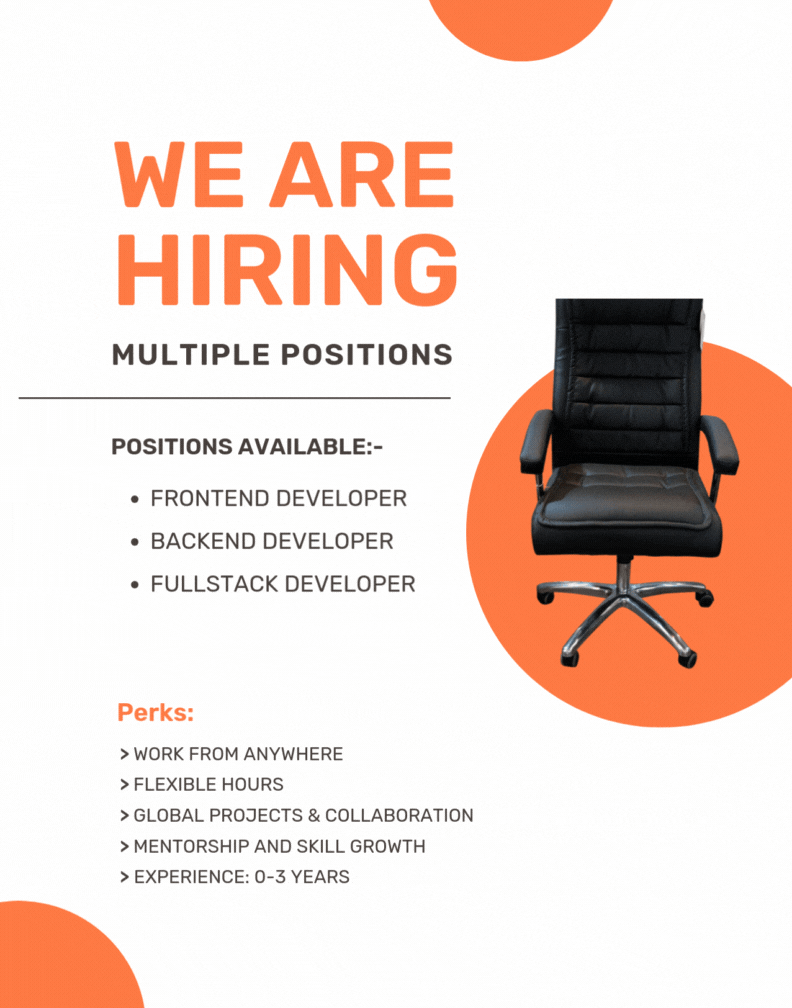 WE ARE
HIRING
MULTIPLE POSITIONS
POSITIONS AVAILABLE:-
• FRONTEND DEVELOPER
• BACKEND DEVELOPER
• FULLSTACK DEVELOPER
Perks:
> WORK FROM ANYWHERE
> FLEXIBLE HOURS
> GLOBAL PROJECTS & COLLABORATION
> MENTORSHIP AND SKILL GROWTH
> EXPERIENCE: 0-3 YEARS